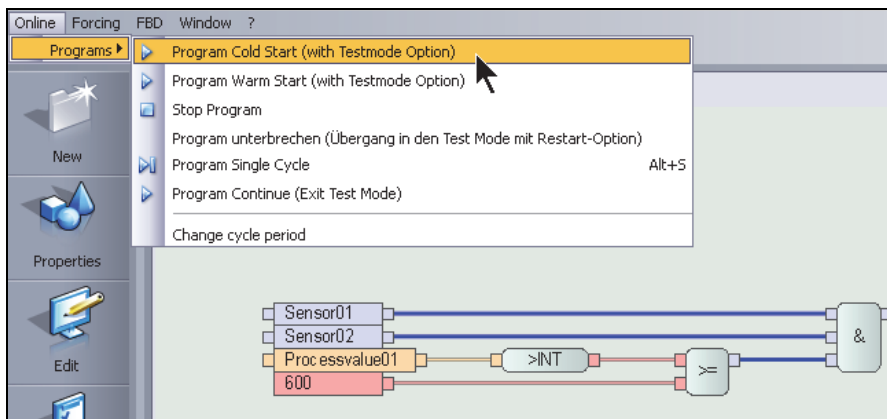 Online Forcing FBD Window ?
Programs
Program Cold Start (with Testmode Option)
Program Warm Start (with Testmode Option)
Stop Program
Program unterbrechen (Übergang in den Test Mode mit Restart-Option)
Program Single Cycle Alt+S
Program Continue (Exit Test Mode)
Change cycle period
New
Properties
Edit
Sensor01
Sensor02
&
Processvalue01
>INT
>=
600